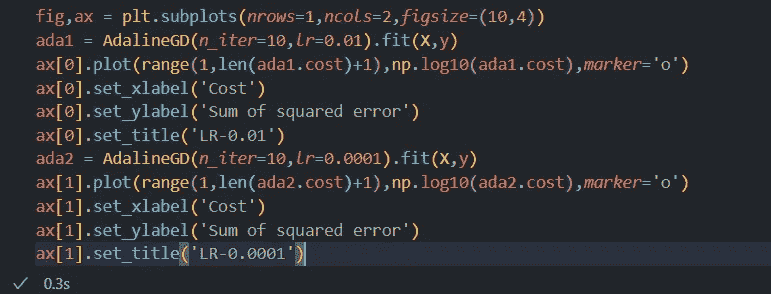 fig,ax = plt.subplots(nrows=1,ncols=2,figsize=(10,4))
ada1 = AdalineGD(n_iter=10,lr=0.01).fit(X,y)
ax[0].plot(range(1,len(ada1.cost)+1),np.log10(ada1.cost),marker='o')
ax[0].set_xlabel('Cost')
ax[0].set_ylabel('Sum of squared error')
ax[0].set_title('LR-0.01')
ada2 = AdalineGD(n_iter=10,lr=0.0001).fit(X,y)
ax[1].plot(range(1,len(ada2.cost)+1),np.log10(ada2.cost),marker='o')
ax[1].set_xlabel('Cost')
ax[1].set_ylabel('Sum of squared error')
ax[1].set_title('LR-0.0001')
✓ 0.3s